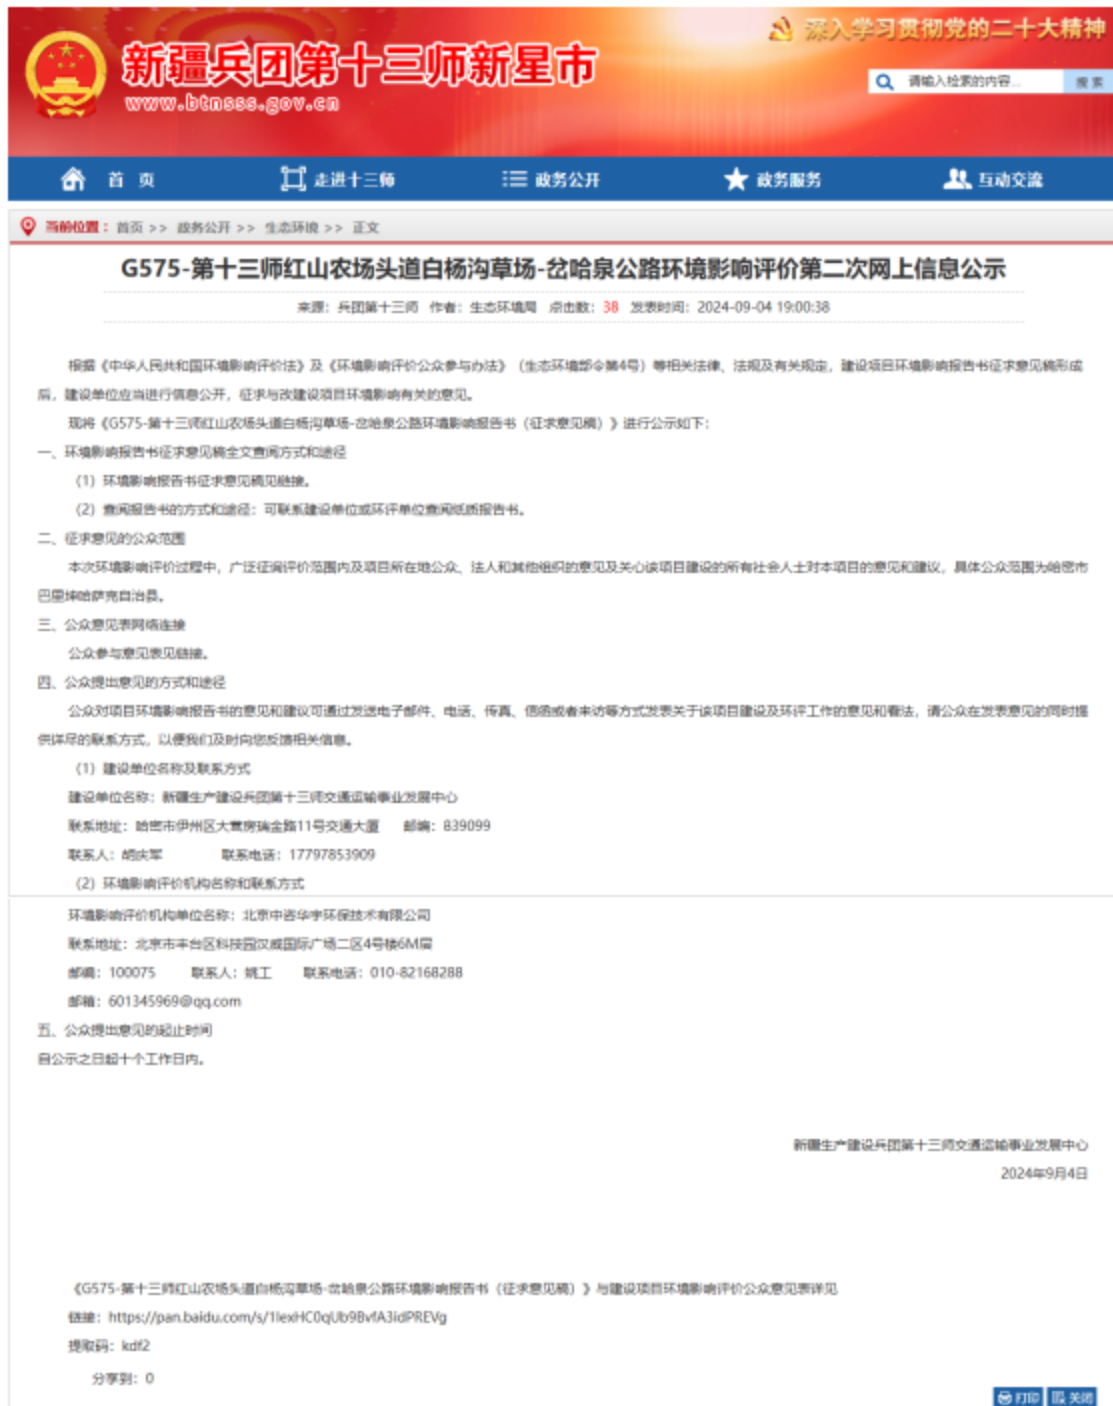 深入学习贯彻党的二十大精神
新疆兵团第十三师新星市
www.btnsss.gov.cn
请输入检索的内容...
搜索
首 页
走进十三师
政务公开
政务服务
互动交流
当前位置：首页 >> 政务公开 >> 生态环境 >> 正文
G575-第十三师红山农场头道白杨沟草场-岔哈泉公路环境影响评价第二次网上信息公示
来源：兵团第十三师 作者：生态环境局 点击数：38 发表时间：2024-09-04 19:00:38
根据《中华人民共和国环境影响评价法》及《环境影响评价公众参与办法》（生态环境部令第4号）等相关法律、法规及有关规定，建设项目环境影响报告书征求意见稿形成
后，建设单位应当进行信息公开，征求与改建设项目环境影响有关的意见。
现将《G575-第十三师红山农场头道白杨沟草场-岔哈泉公路环境影响报告书（征求意见稿）》进行公示如下：
一、环境影响报告书征求意见稿全文查阅方式和途径
（1）环境影响报告书征求意见稿见链接。
（2）查阅报告书的方式和途径：可联系建设单位或环评单位查阅纸质报告书。
二、征求意见的公众范围
本次环境影响评价过程中，广泛征询评价范围内及项目所在地公众、法人和其他组织的意见及关心该项目建设的所有社会人士对本项目的意见和建议，具体公众范围为哈密市
巴里坤哈萨克自治县。
三、公众意见表网络连接
公众参与意见表见链接。
四、公众提出意见的方式和途径
公众对项目环境影响报告书的意见和建议可通过发送电子邮件、电话、传真、信函或者来访等方式发表关于该项目建设及环评工作的意见和看法，请公众在发表意见的同时提
供详尽的联系方式，以便我们及时向您反馈相关信息。
（1）建设单位名称及联系方式
建设单位名称：新疆生产建设兵团第十三师交通运输事业发展中心
联系地址：哈密市伊州区大营房瑞金路11号交通大厦 邮编：839099
联系人：胡庆军 联系电话：17797853909
（2）环境影响评价机构名称和联系方式
环境影响评价机构单位名称：北京中咨华宇环保技术有限公司
联系地址：北京市丰台区科技园汉威国际广场二区4号楼6M层
邮编：100075 联系人：姚工 联系电话：010-82168288
邮箱：601345969@qq.com
五、公众提出意见的起止时间
自公示之日起十个工作日内。
新疆生产建设兵团第十三师交通运输事业发展中心
2024年9月4日
《G575-第十三师红山农场头道白杨沟草场-岔哈泉公路环境影响报告书（征求意见稿）》与建设项目环境影响评价公众意见表详见
链接：https://pan.baidu.com/s/1IexHC0qUb9BvfA3idPREVg
提取码：kdf2
分享到：0
打印
关闭